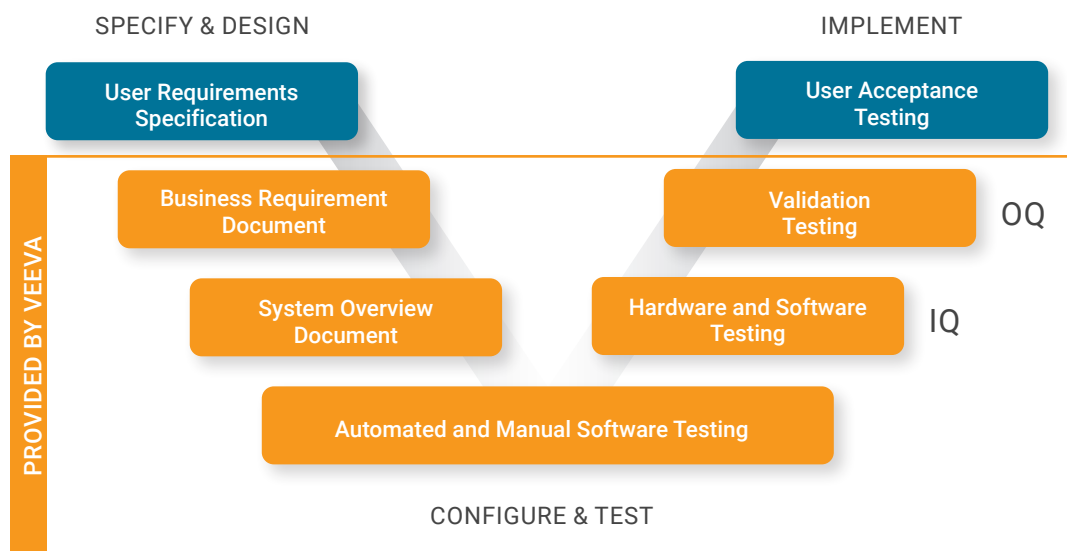 SPECIFY & DESIGN
IMPLEMENT
User Requirements
Specification
User Acceptance
Testing
PROVIDED BY VEEVA
Business Requirement
Document
Validation
Testing
OQ
System Overview
Document
Hardware and Software
Testing
IQ
Automated and Manual Software Testing
CONFIGURE & TEST